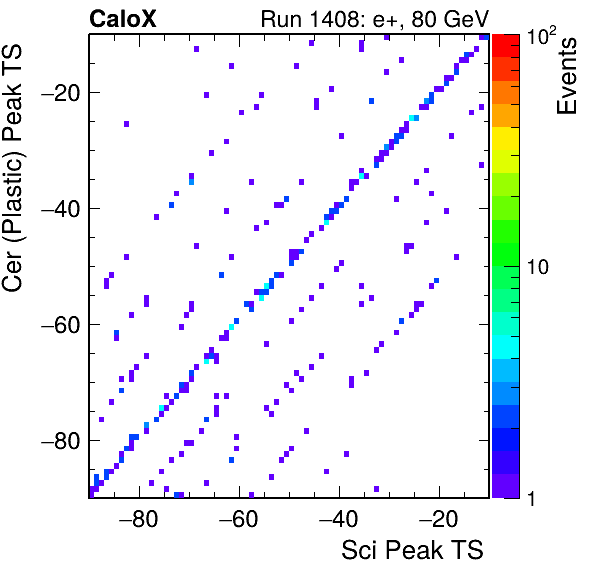 CaloX Run 1408: e+, 80 GeV
Cer (Plastic) Peak TS
−20
−40
−60
−80
−80 −60 −40 −20
Sci Peak TS
10²
10
1
Events